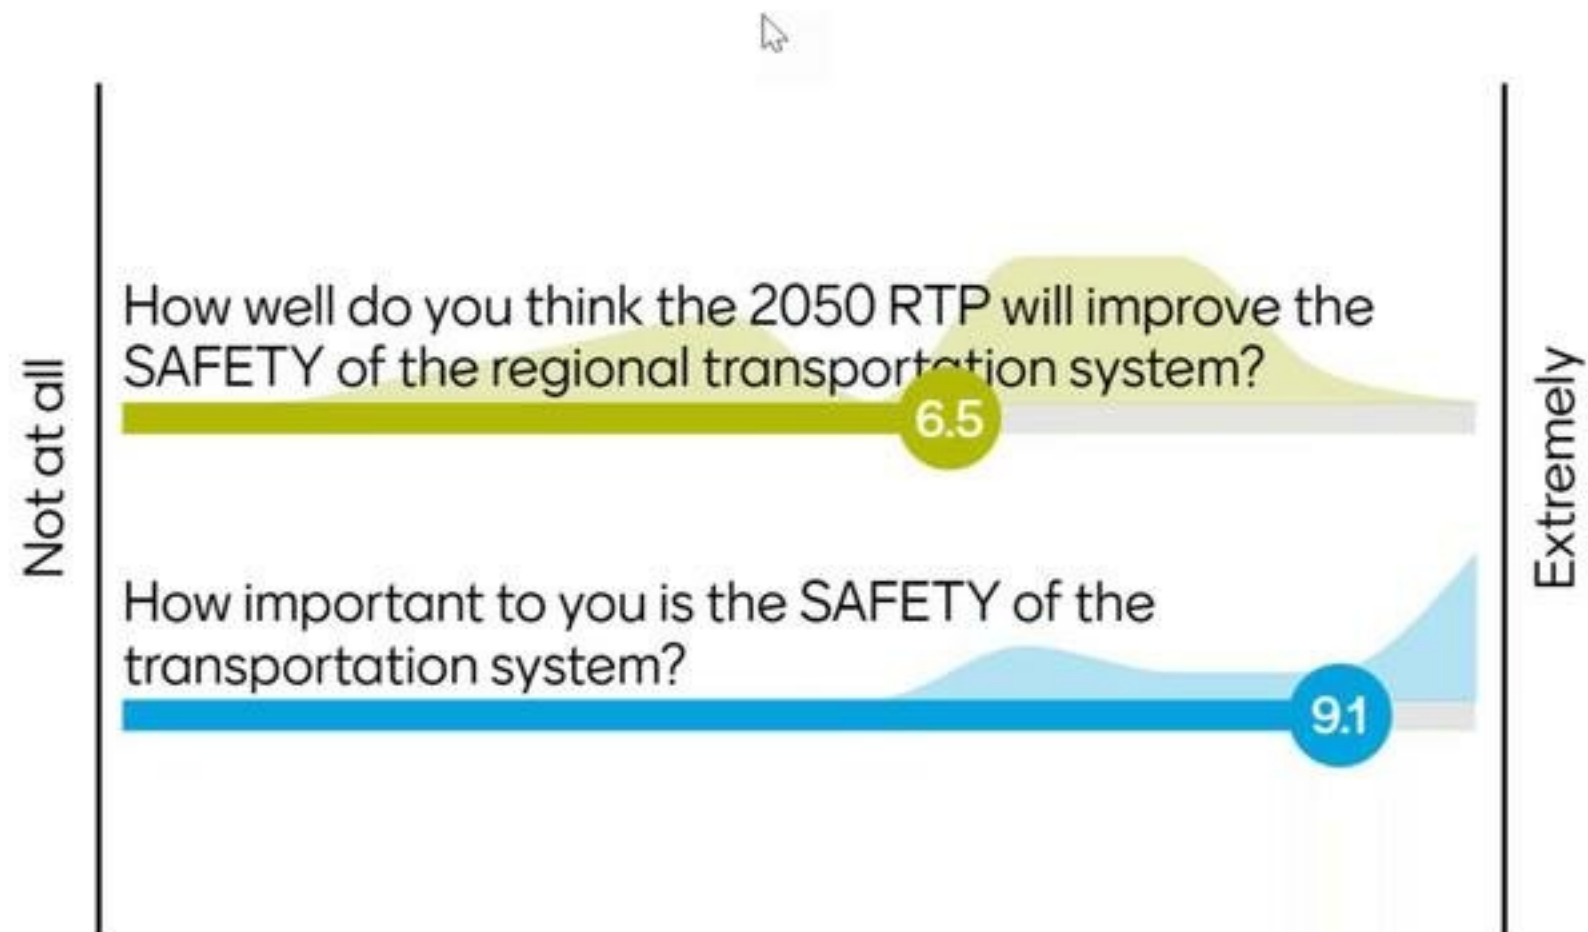 Not at all
How well do you think the 2050 RTP will improve the
SAFETY of the regional transportation system?
6.5
How important to you is the SAFETY of the
transportation system?
9.1
Extremely